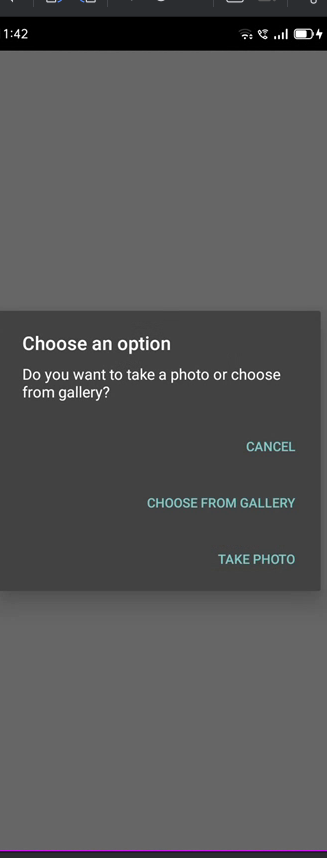 1:42
Choose an option
Do you want to take a photo or choose
from gallery?
CANCEL
CHOOSE FROM GALLERY
TAKE PHOTO